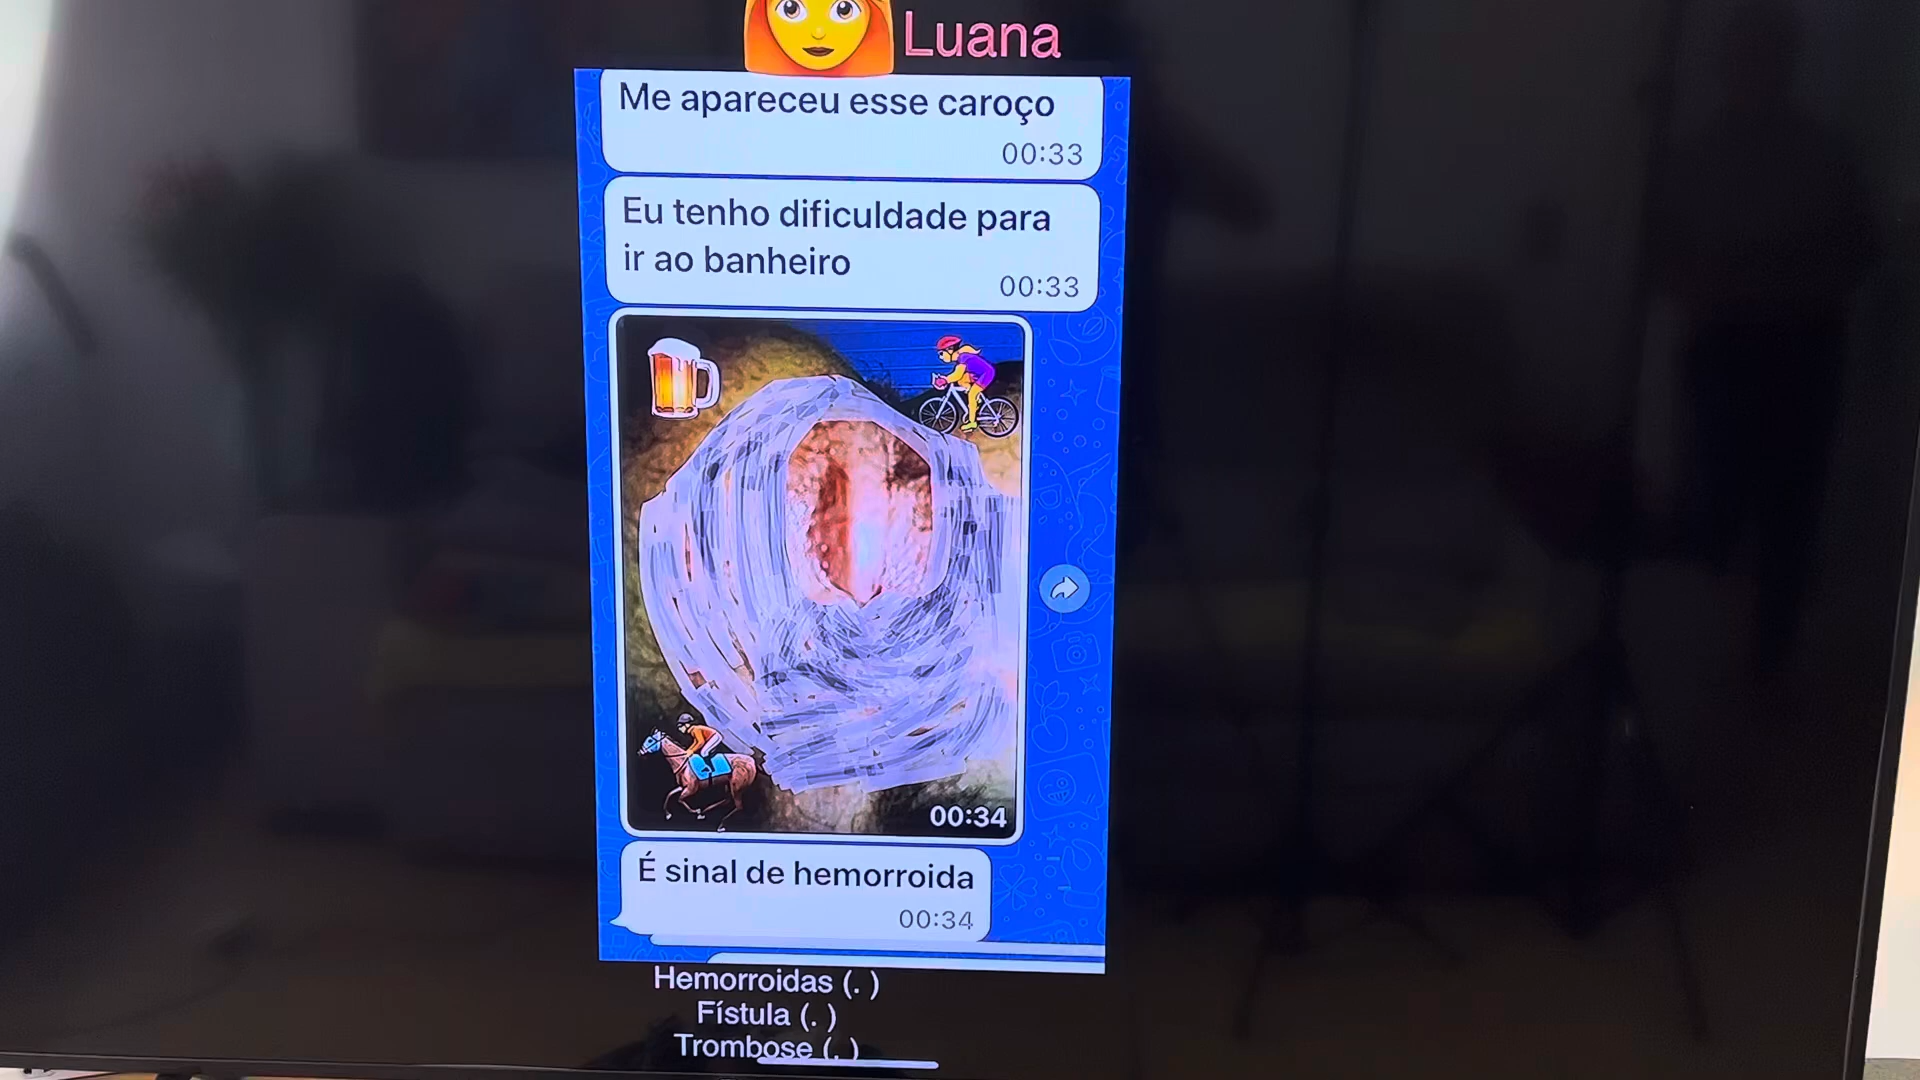 Luana
Me apareceu esse caroço
00:33
Eu tenho dificuldade para
ir ao banheiro
00:33
00:34
É sinal de hemorroida
00:34
Hemorroidas (. )
Fístula (. )
Trombose (. )